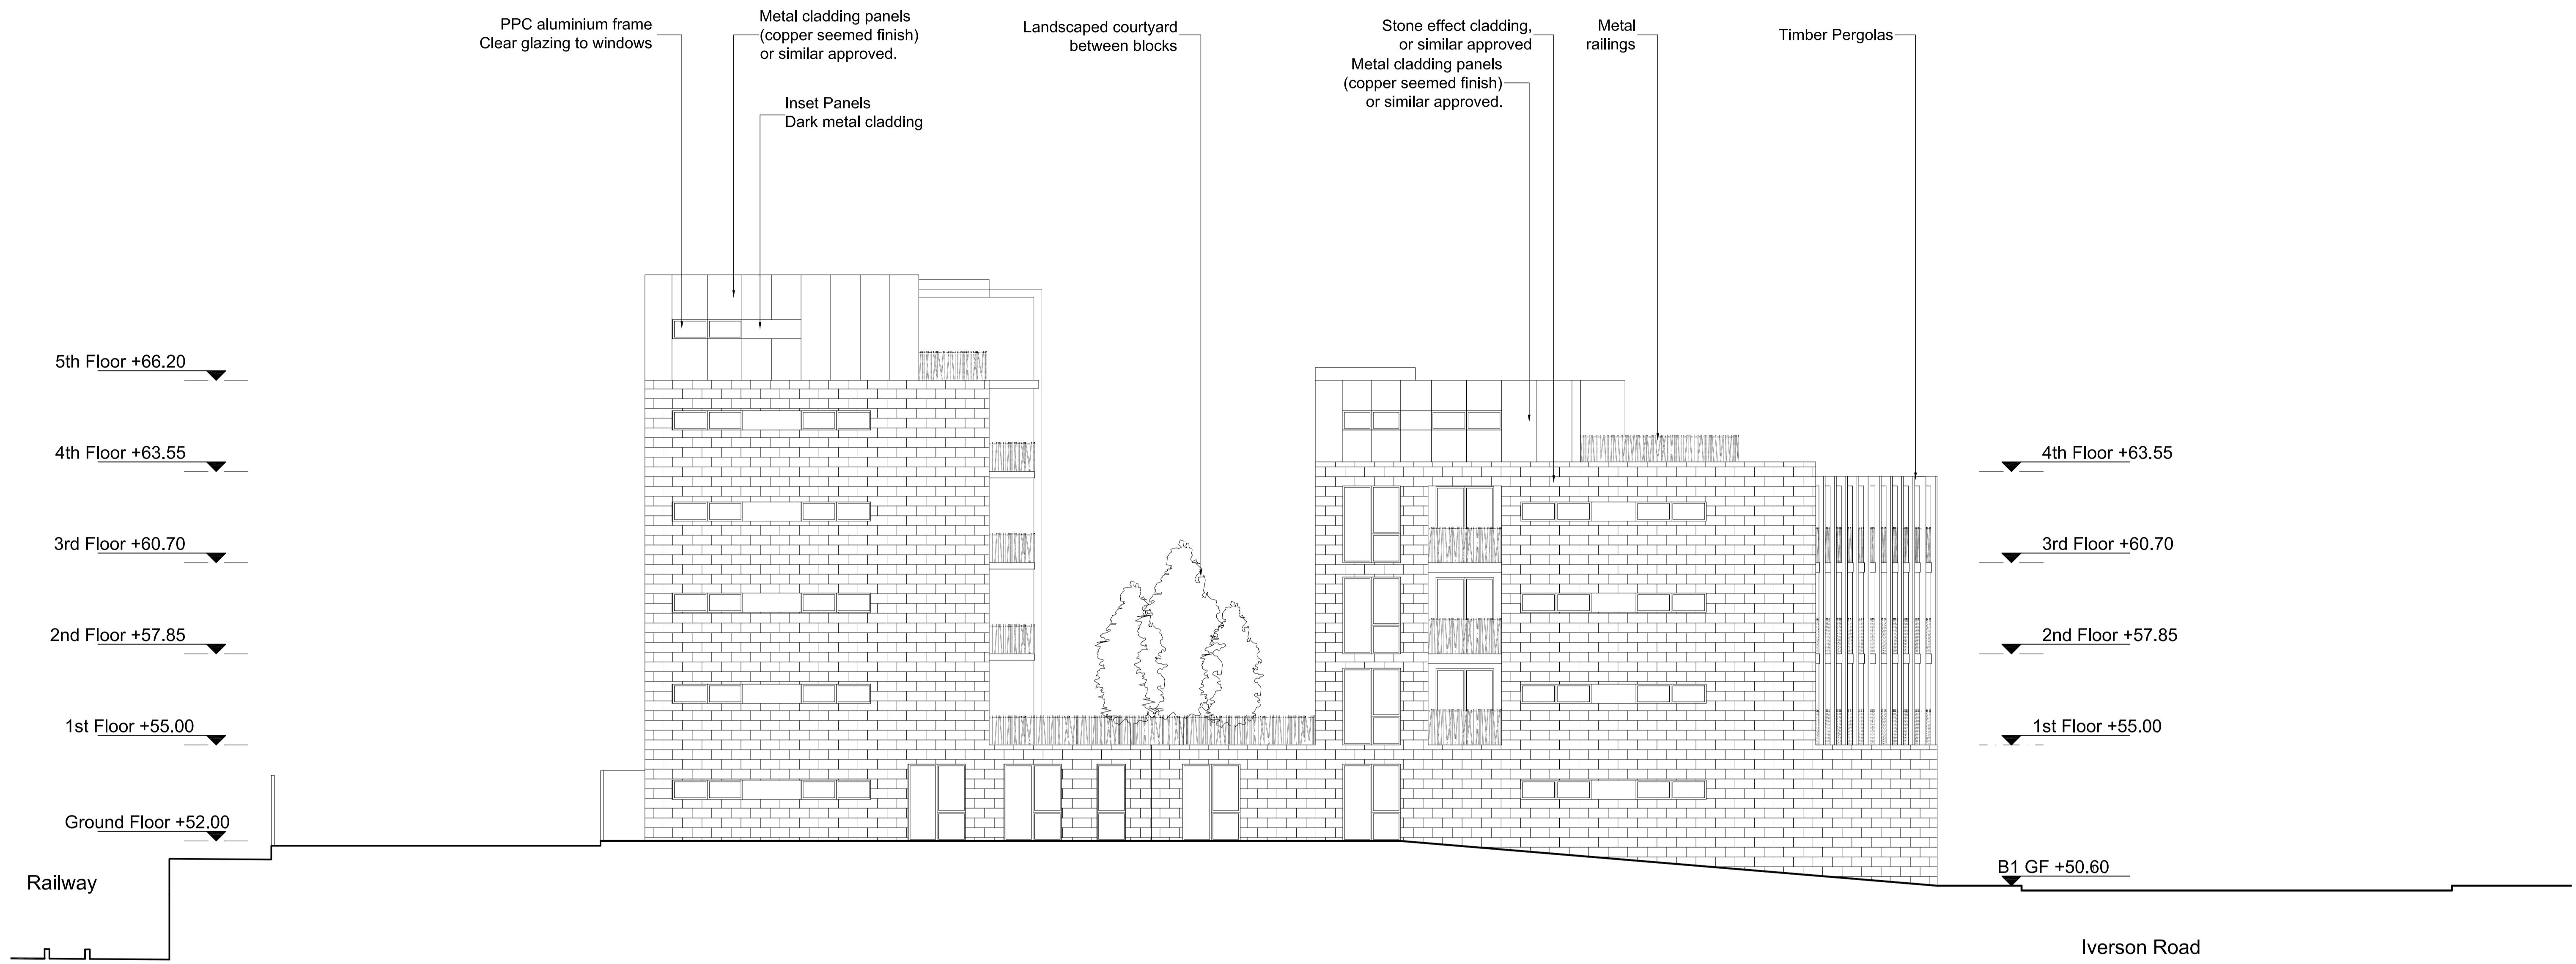 PPC aluminium frame
Clear glazing to windows
Metal cladding panels
(copper seemed finish)
or similar approved.
Inset Panels
Dark metal cladding
Landscaped courtyard
between blocks
Stone effect cladding,
or similar approved
Metal cladding panels
(copper seemed finish)
or similar approved.
Metal
railings
Timber Pergolas
5th Floor +66.20
4th Floor +63.55
3rd Floor +60.70
2nd Floor +57.85
1st Floor +55.00
Ground Floor +52.00
Railway
4th Floor +63.55
3rd Floor +60.70
2nd Floor +57.85
1st Floor +55.00
B1 GF +50.60
Iverson Road